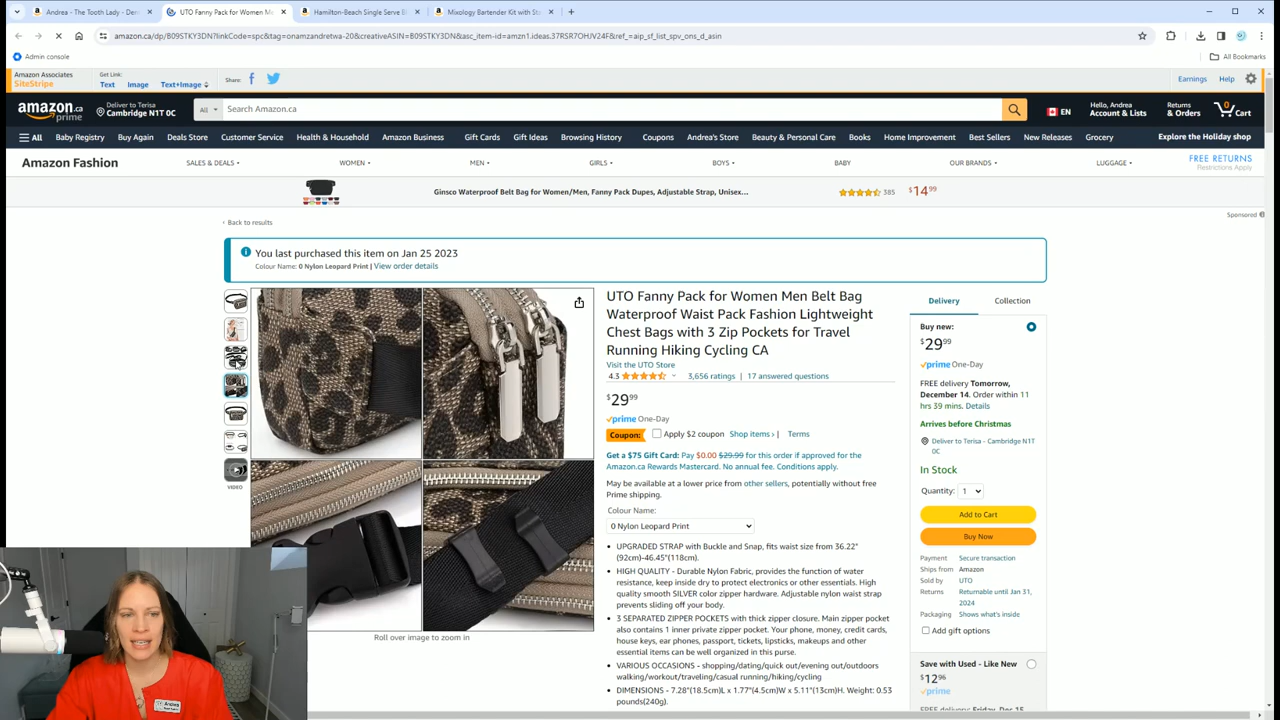 Andrea - The Tooth Lady - Den
UTO Fanny Pack for Women M
Hamilton-Beach Single Serve B
Mixology Bartender Kit with St
amazon.ca/dp/B09STKY3DN?linkCode=spc&tag=onamzandretwa-20&creativeASIN=B09STKY3DN&asc_item-id=amzn1.ideas.37RSR7OHJV24F&ref_=aip_sf_list_spv_ons_d_asin
Admin console
All Bookmarks
Amazon Associates
SiteStripe
Get Link:
Text
Image
Text+Image
Share:
Earnings
Help
amazon.ca
prime
Deliver to Terisa
Cambridge N1T 0C
All
Search Amazon.ca
EN
Hello, Andrea
Account & Lists
Returns
& Orders
0
Cart
All
Baby Registry
Buy Again
Deals Store
Customer Service
Health & Household
Amazon Business
Gift Cards
Gift Ideas
Browsing History
Coupons
Andrea's Store
Beauty & Personal Care
Books
Home Improvement
Best Sellers
New Releases
Grocery
Explore the Holiday shop
Amazon Fashion
SALES & DEALS
WOMEN
MEN
GIRLS
BOYS
BABY
OUR BRANDS
LUGGAGE
FREE RETURNS
Restrictions Apply
Ginsco Waterproof Belt Bag for Women/Men, Fanny Pack Dupes, Adjustable Strap, Unisex...
385
$14.99
Sponsored
‹ Back to results
You last purchased this item on Jan 25 2023
Colour Name: 0 Nylon Leopard Print | View order details
VIDEO
Roll over image to zoom in
UTO Fanny Pack for Women Men Belt Bag
Waterproof Waist Pack Fashion Lightweight
Chest Bags with 3 Zip Pockets for Travel
Running Hiking Cycling CA
Visit the UTO Store
4.3
3,656 ratings | 17 answered questions
$29.99
prime One-Day
Coupon:
Apply $2 coupon
Shop items › | Terms
Get a $75 Gift Card: Pay $0.00 $29.99 for this order if approved for the
Amazon.ca Rewards Mastercard. No annual fee. Conditions apply.
May be available at a lower price from other sellers, potentially without free
Prime shipping.
Colour Name:
0 Nylon Leopard Print
• UPGRADED STRAP with Buckle and Snap, fits waist size from 36.22"
(92cm)-46.45"(118cm)
• HIGH QUALITY - Durable Nylon Fabric, provides the function of water
resistance, keep inside dry to protect electronics or other essentials. High
quality smooth SILVER color zipper hardware. Adjustable nylon waist strap
prevents sliding off your body.
• 3 SEPARATED ZIPPER POCKETS with thick zipper closure. Main zipper pocket
also contains 1 inner private zipper pocket. Your phone, money, credit cards,
house keys, ear phones, passport, tickets, lipsticks, makeups and other
essential items can be well organized in this purse.
• VARIOUS OCCASIONS - shopping/dating/quick out/evening out/outdoors
walking/workout/traveling/casual running/hiking/cycling
• DIMENSIONS - 7.28"(18.5cm)L x 1.77"(4.5cm)W x 5.11"(13cm)H. Weight: 0.53
pounds(240g).
Delivery
Collection
Buy new:
$29.99
prime One-Day
FREE delivery Tomorrow,
December 14. Order within 11
hrs 39 mins. Details
Arrives before Christmas
Deliver to Terisa - Cambridge N1T
0C
In Stock
Quantity: 1
Add to Cart
Buy Now
Payment
Secure transaction
Ships from
Amazon
Sold by
UTO
Returns
Returnable until Jan 31,
2024
Packaging
Shows what's inside
Add gift options
Save with Used - Like New
$12.96
prime
FREE delivery Friday, Dec 15
Andrea